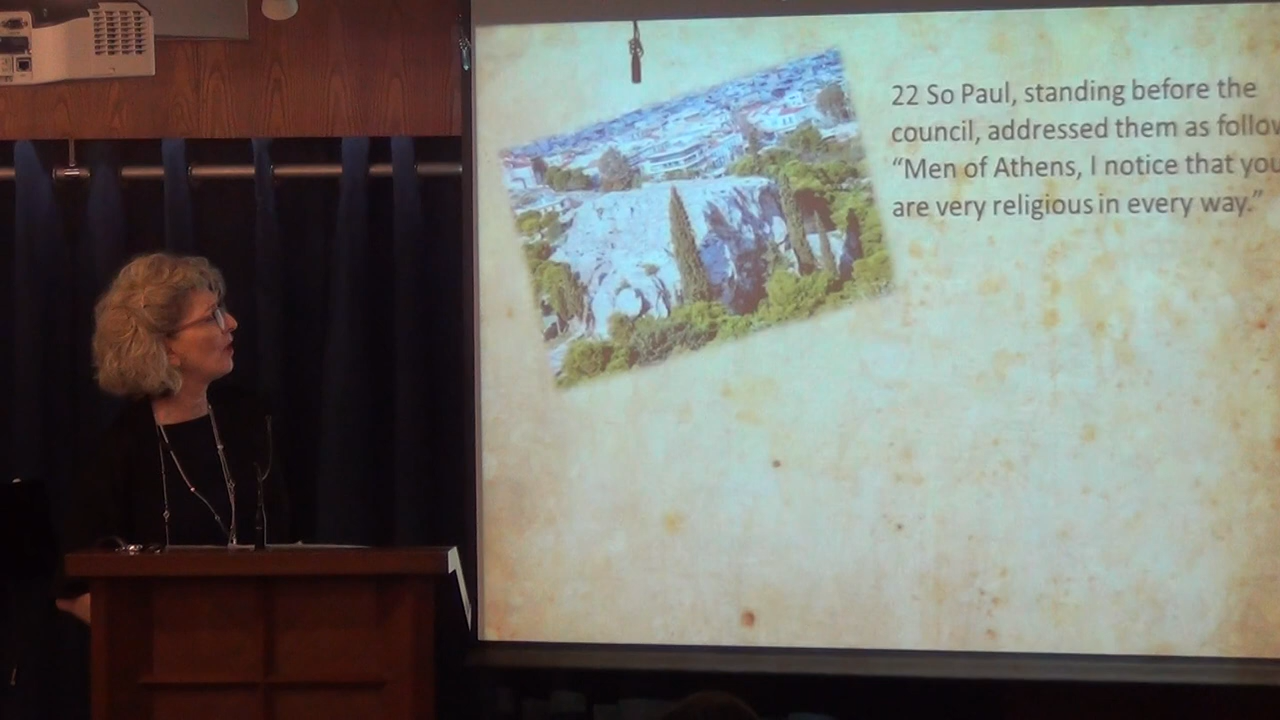 22 So Paul, standing before the
council, addressed them as follow
“Men of Athens, I notice that you
are very religious in every way.”